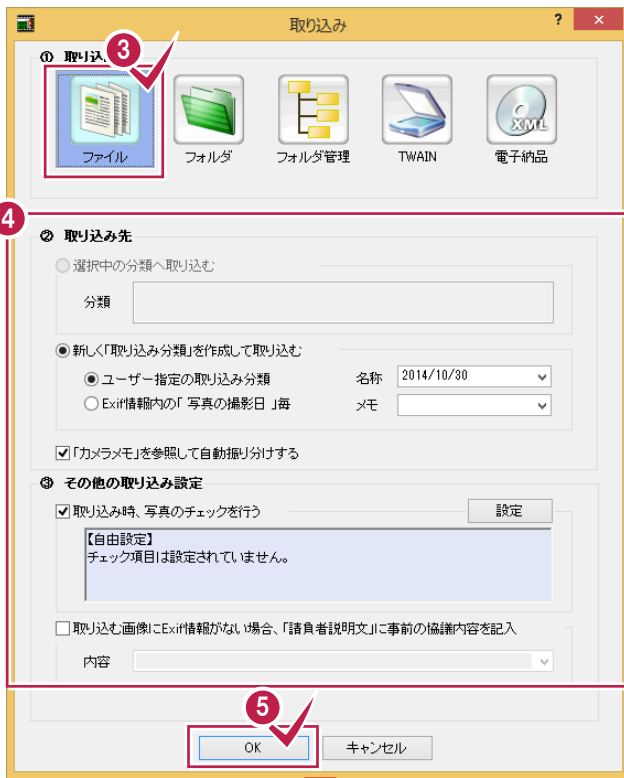 取り込み
? ×
① 取り込
3
ファイル
フォルダ
フォルダ管理
TWAIN
XML
電子納品
4
② 取り込み先
選択中の分類へ取り込む
分類
新しく「取り込み分類」を作成して取り込む
ユーザー指定の取り込み分類
名称 2014/10/30
Exif情報内の「 写真の撮影日 」毎
メモ
「カメラメモ」を参照して自動振り分けする
③ その他の取り込み設定
取り込み時、写真のチェックを行う
設定
【自由設定】
チェック項目は設定されていません。
取り込む画像にExif情報がない場合、「請負者説明文」に事前の協議内容を記入
内容
5
OK
キャンセル